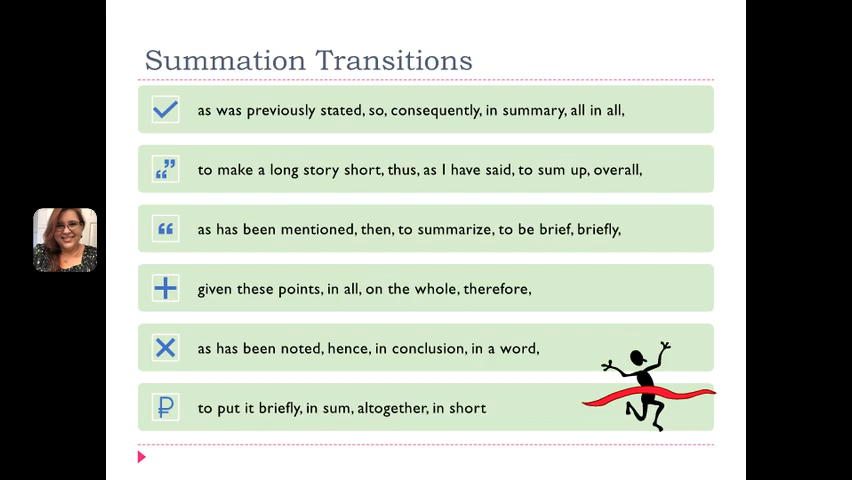 Summation Transitions
as was previously stated, so, consequently, in summary, all in all,
to make a long story short, thus, as I have said, to sum up, overall,
as has been mentioned, then, to summarize, to be brief, briefly,
given these points, in all, on the whole, therefore,
as has been noted, hence, in conclusion, in a word,
to put it briefly, in sum, altogether, in short